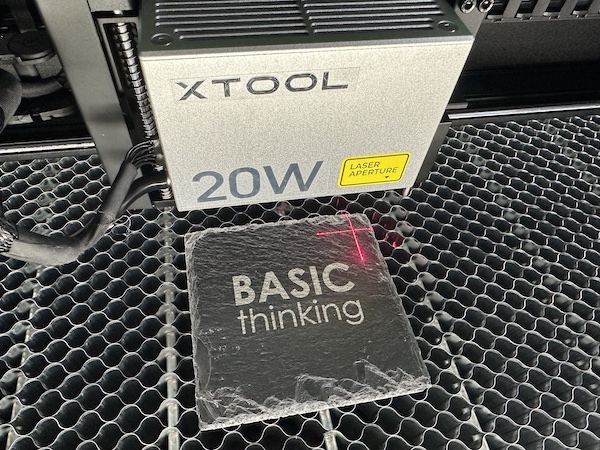 XTOOL
20W
LASER
APERTURE
BASIC
thinking